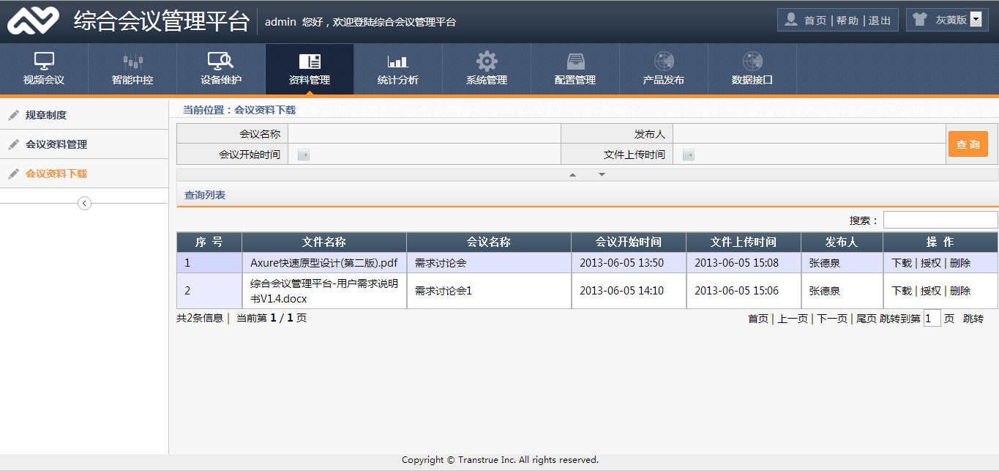 综合会议管理平台 admin 您好，欢迎登陆综合会议管理平台 首页 | 帮助 | 退出 灰黄版
视频会议 智能中控 设备维护 资料管理 统计分析 系统管理 配置管理 产品发布 数据接口
规章制度
会议资料管理
会议资料下载
当前位置：会议资料下载
会议名称 发布人
会议开始时间 文件上传时间
查 询
查询列表
搜索：
序 号 文件名称 会议名称 会议开始时间 文件上传时间 发布人 操 作
1 Axure快速原型设计(第二版).pdf 需求讨论会 2013-06-05 13:50 2013-06-05 15:08 张德泉 下载 | 授权 | 删除
2 综合会议管理平台-用户需求说明
书V1.4.docx 需求讨论会1 2013-06-05 14:10 2013-06-05 15:06 张德泉 下载 | 授权 | 删除
共2条信息 | 当前第 1 / 1 页 首页 | 上一页 | 下一页 | 尾页 跳转到第 1 页 跳转
Copyright © Transtrue Inc. All rights reserved.